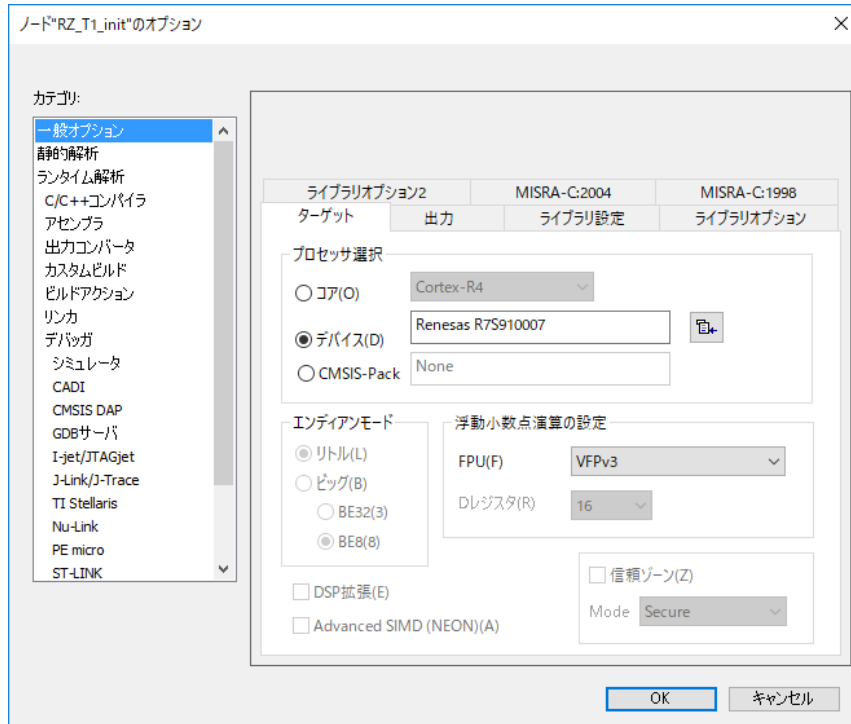 ノード"RZ_T1_init"のオプション
カテゴリ:
一般オプション
静的解析
ランタイム解析
C/C++コンパイラ
アセンブラ
出力コンバータ
カスタムビルド
ビルドアクション
リンカ
デバッガ
シミュレータ
CADI
CMSIS DAP
GDBサーバ
I-jet/JTAGjet
J-Link/J-Trace
TI Stellaris
Nu-Link
PE micro
ST-LINK
ライブラリオプション2 MISRA-C:2004 MISRA-C:1998
ターゲット 出力 ライブラリ設定 ライブラリオプション
プロセッサ選択
コア(O) Cortex-R4
デバイス(D) Renesas R7S910007
CMSIS-Pack None
エンディアンモード
リトル(L)
ビッグ(B)
BE32(3)
BE8(8)
浮動小数点演算の設定
FPU(F) VFPv3
Dレジスタ(R) 16
DSP拡張(E)
Advanced SIMD (NEON)(A)
信頼ゾーン(Z)
Mode Secure
OK キャンセル